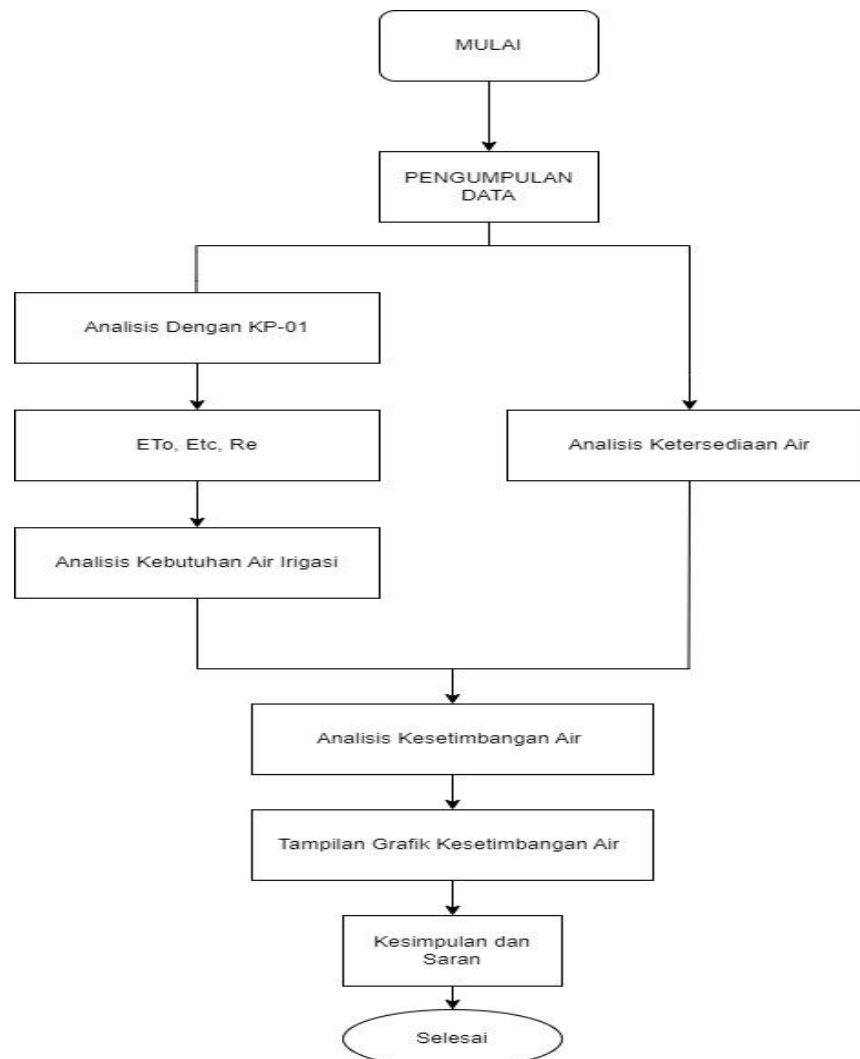 MULAI
PENGUMPULAN
DATA
Analisis Dengan KP-01
ETo, Etc, Re
Analisis Ketersediaan Air
Analisis Kebutuhan Air Irigasi
Analisis Kesetimbangan Air
Tampilan Grafik Kesetimbangan Air
Kesimpulan dan
Saran
Selesai